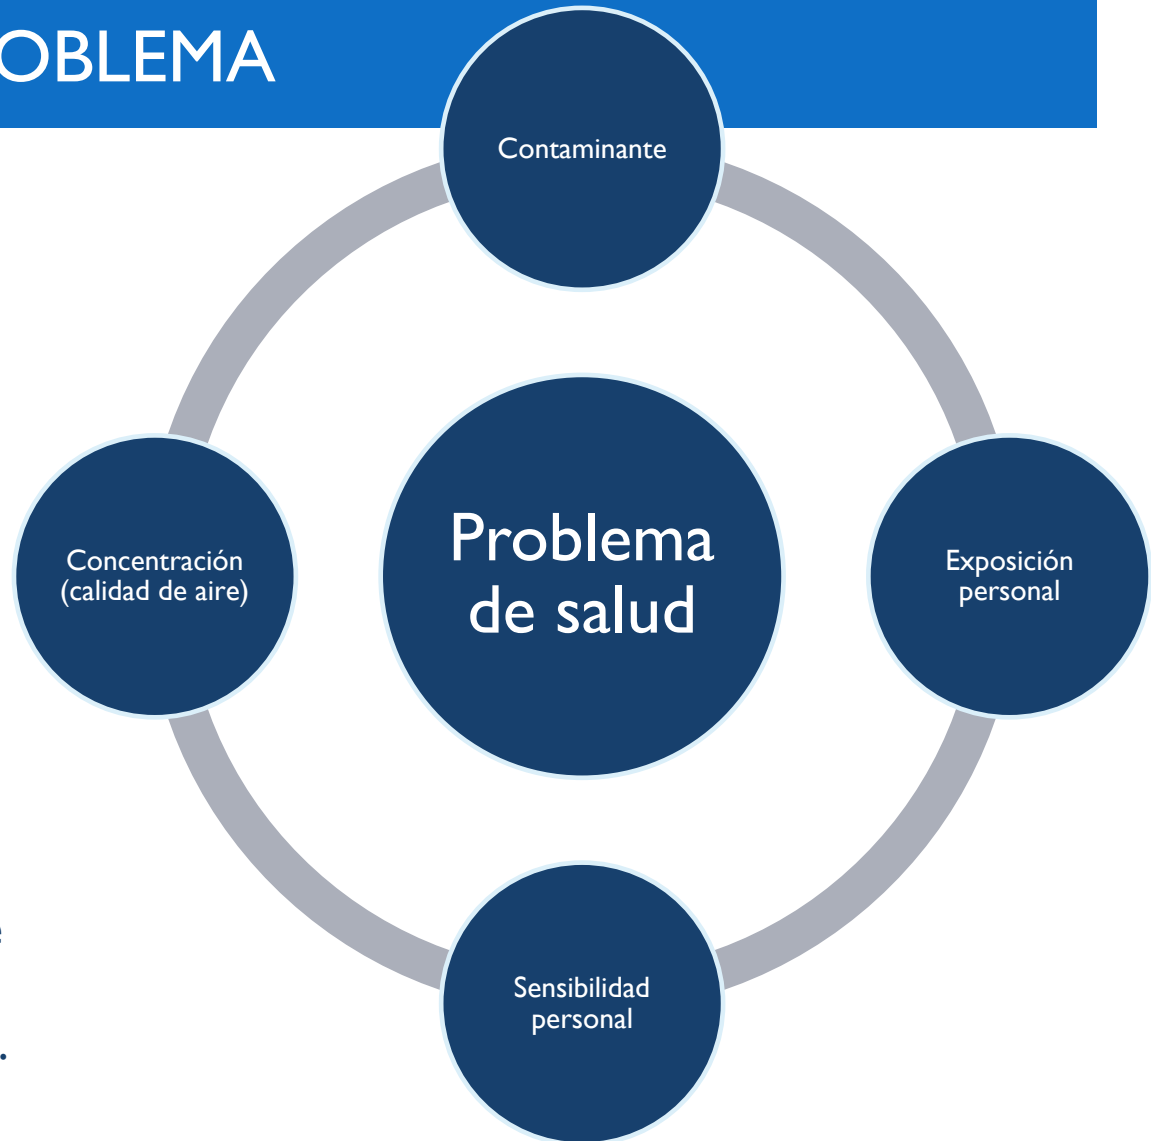 OBLEMA
Contaminante
Concentración
(calidad de aire)
Problema
de salud
Exposición
personal
Sensibilidad
personal